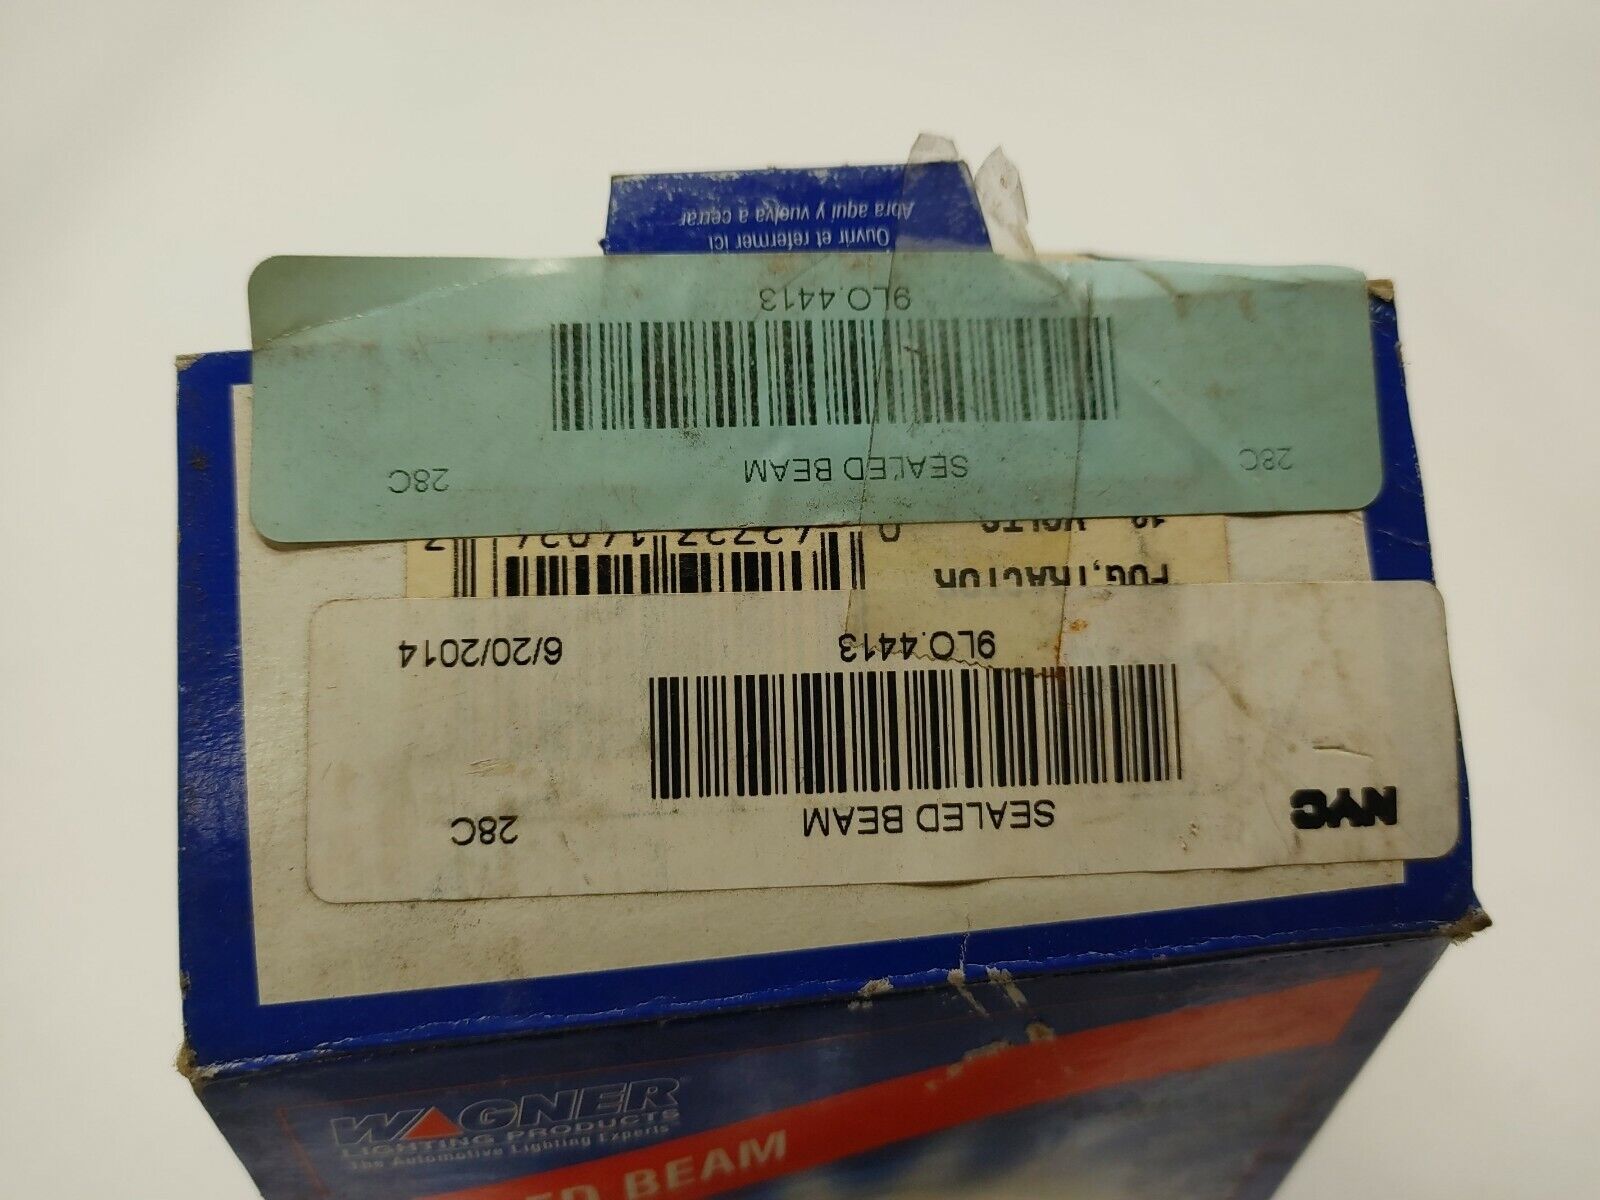 NYC SEALED BEAM 28C
9LO.4413 6/20/2014
FOG,TRACTOR
VOLTS
28C SEALED BEAM 28C
9LO.4413
Ouvrir et refermer ici
Abra aquí y vuelva a cerrar
WAGNER
LIGHTING PRODUCTS
The Automotive Lighting Experts
BEAM